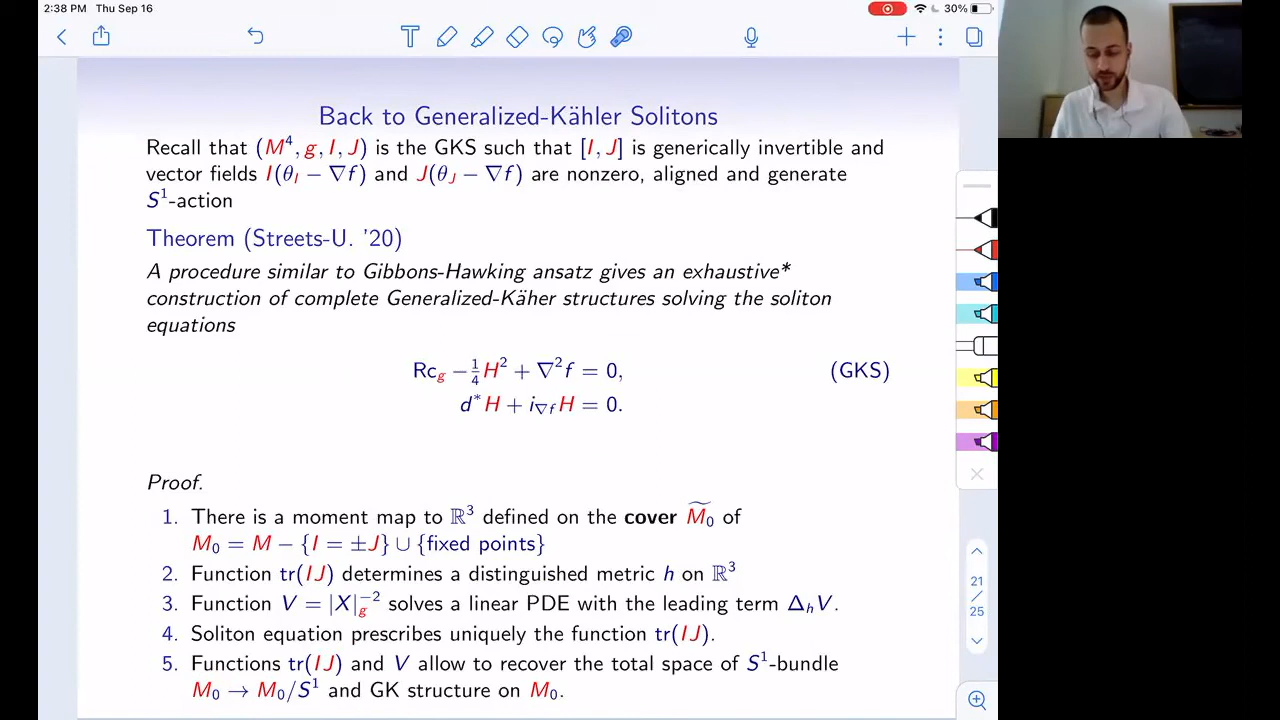 2:38 PM Thu Sep 16
30%
Back to Generalized-Kähler Solitons
Recall that (M⁴, g, I, J) is the GKS such that [I, J] is generically invertible and
vector fields I(θ_I − ∇f) and J(θ_J − ∇f) are nonzero, aligned and generate
S¹-action
Theorem (Streets-U. '20)
A procedure similar to Gibbons-Hawking ansatz gives an exhaustive*
construction of complete Generalized-Käher structures solving the soliton
equations
Rc_g − ¼H² + ∇²f = 0, (GKS)
d*H + i_∇f H = 0.
Proof.
1. There is a moment map to ℝ³ defined on the cover M̃₀ of
M₀ = M − {I = ±J} ∪ {fixed points}
2. Function tr(IJ) determines a distinguished metric h on ℝ³
3. Function V = |X|_g⁻² solves a linear PDE with the leading term Δ_h V.
4. Soliton equation prescribes uniquely the function tr(IJ).
5. Functions tr(IJ) and V allow to recover the total space of S¹-bundle
M₀ → M₀/S¹ and GK structure on M₀.
21
/
25